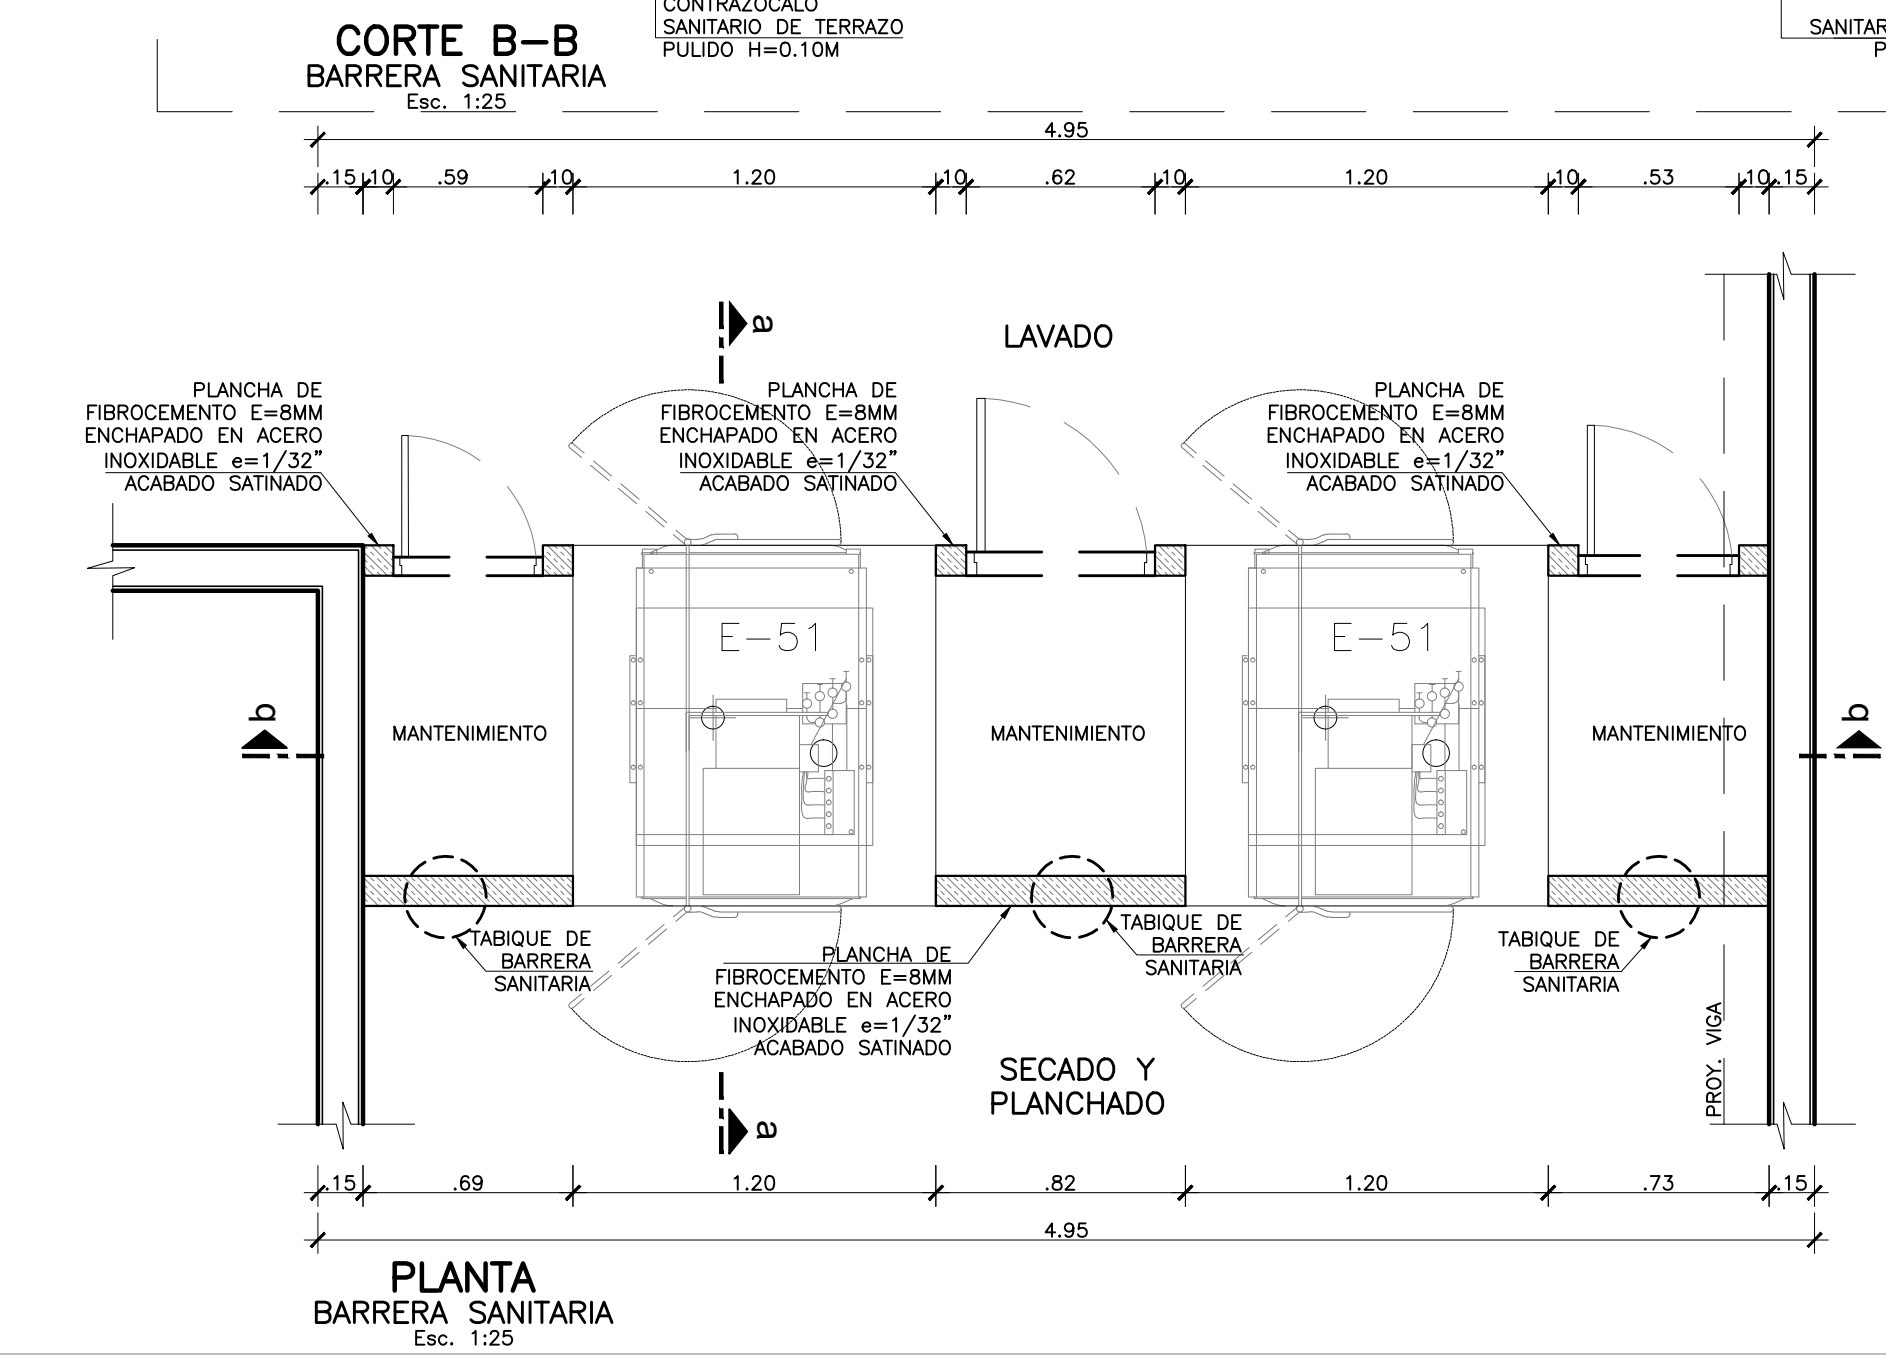 CONTRAZOCALO
SANITARIO DE TERRAZO
PULIDO H=0.10M
CORTE B-B
BARRERA SANITARIA
Esc. 1:25
4.95
.15 10 .59 10 1.20 10 .62 10 1.20 10 .53 10 .15
a
LAVADO
PLANCHA DE
FIBROCEMENTO E=8MM
ENCHAPADO EN ACERO
INOXIDABLE e=1/32”
ACABADO SATINADO
PLANCHA DE
FIBROCEMENTO E=8MM
ENCHAPADO EN ACERO
INOXIDABLE e=1/32”
ACABADO SATINADO
PLANCHA DE
FIBROCEMENTO E=8MM
ENCHAPADO EN ACERO
INOXIDABLE e=1/32”
ACABADO SATINADO
E-51
E-51
b
MANTENIMIENTO
MANTENIMIENTO
MANTENIMIENTO
b
TABIQUE DE
BARRERA
SANITARIA
PLANCHA DE
FIBROCEMENTO E=8MM
ENCHAPADO EN ACERO
INOXIDABLE e=1/32”
ACABADO SATINADO
TABIQUE DE
BARRERA
SANITARIA
TABIQUE DE
BARRERA
SANITARIA
PROY. VIGA
SECADO Y
PLANCHADO
a
.15 .69 1.20 .82 1.20 .73 .15
4.95
PLANTA
BARRERA SANITARIA
Esc. 1:25